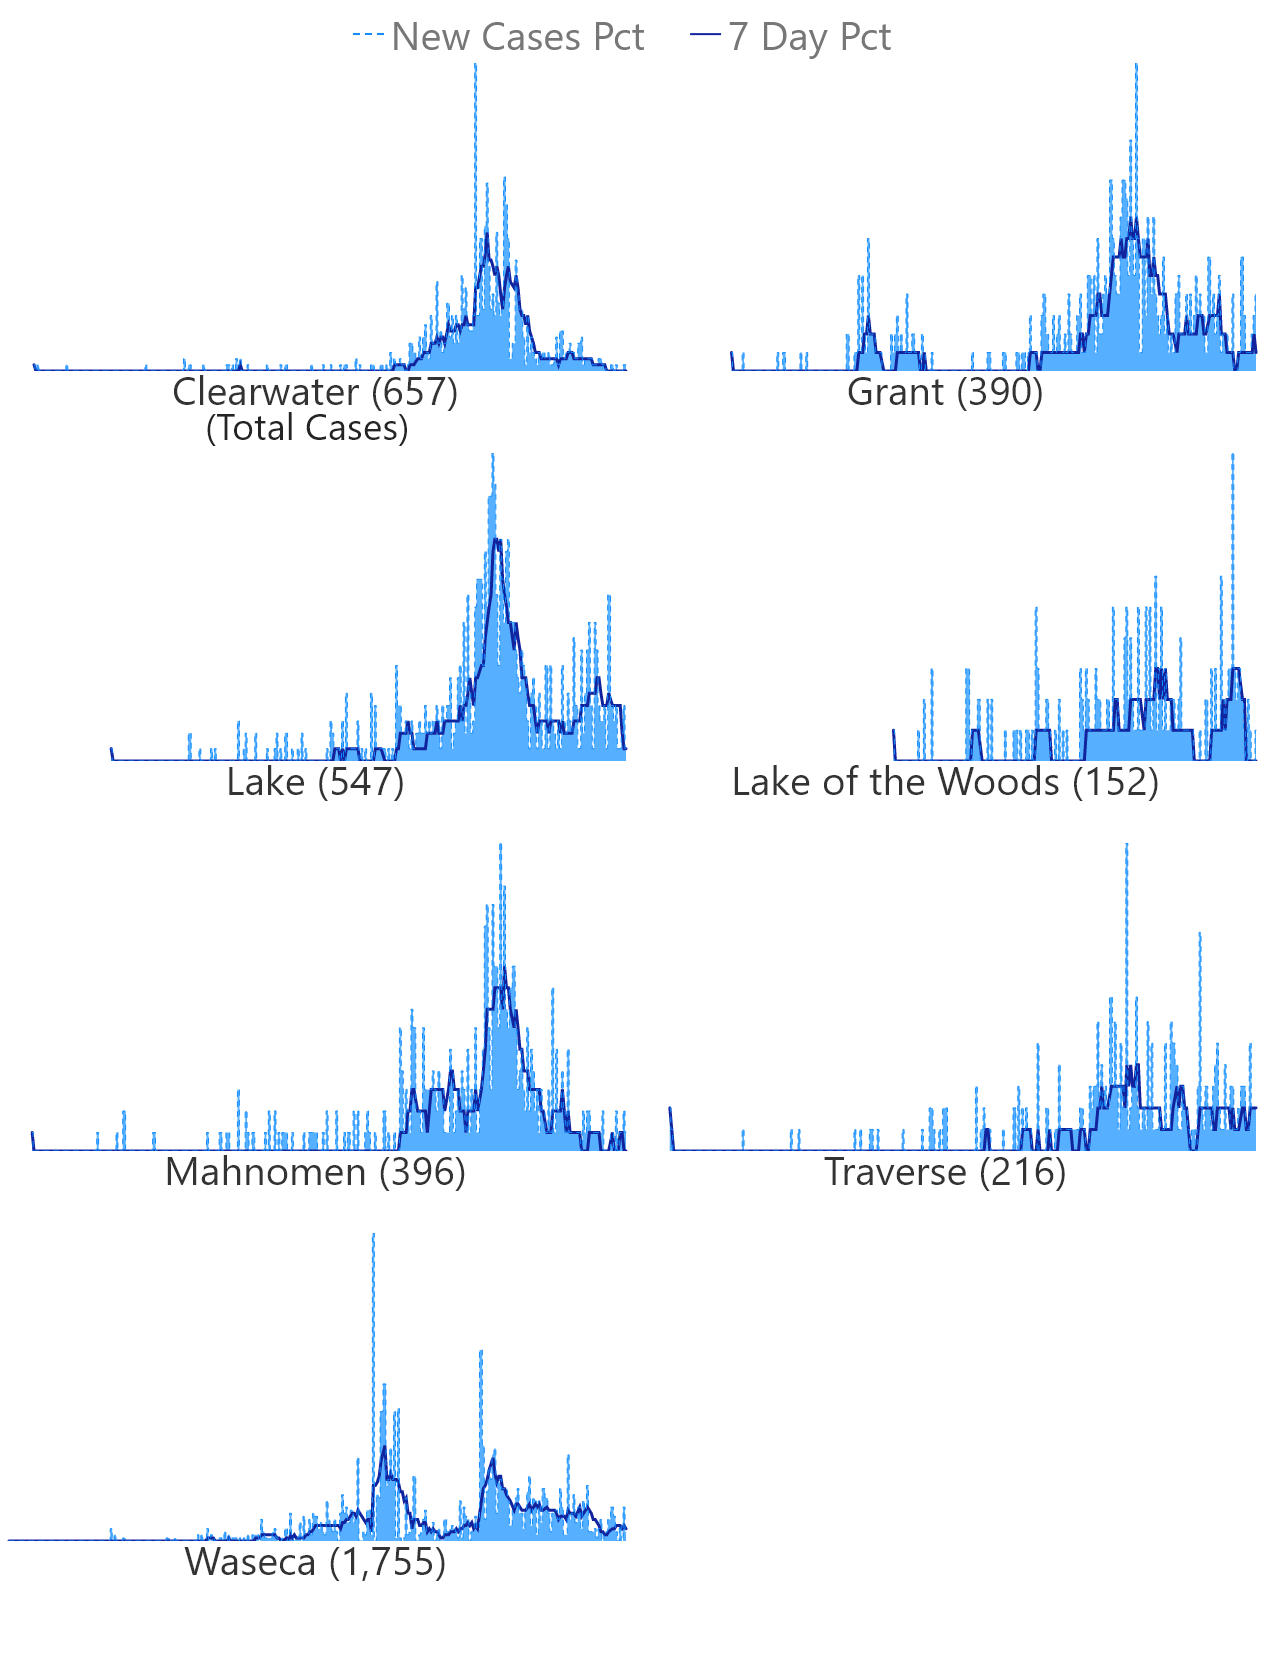 New Cases Pct 7 Day Pct
Clearwater (657)
(Total Cases)
Grant (390)
Lake (547)
Lake of the Woods (152)
Mahnomen (396)
Traverse (216)
Waseca (1,755)